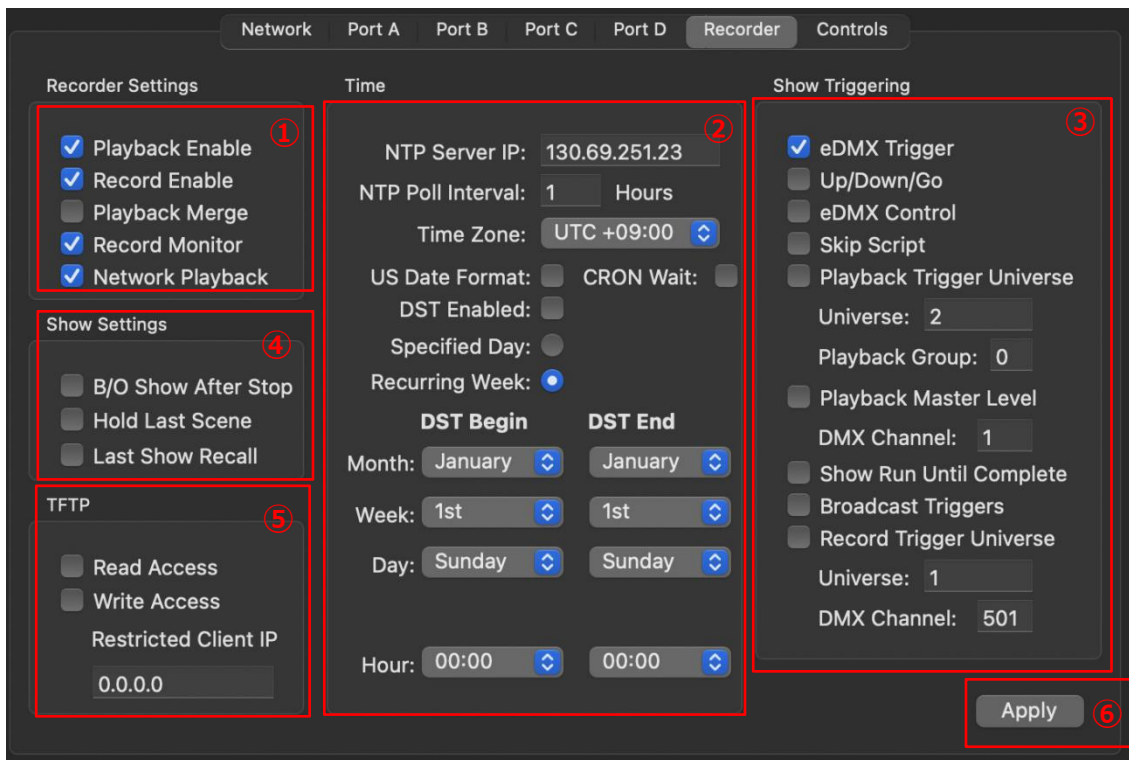 Network Port A Port B Port C Port D Recorder Controls
Recorder Settings
①
Playback Enable
Record Enable
Playback Merge
Record Monitor
Network Playback
Show Settings
④
B/O Show After Stop
Hold Last Scene
Last Show Recall
TFTP
⑤
Read Access
Write Access
Restricted Client IP
0.0.0.0
Time
②
NTP Server IP: 130.69.251.23
NTP Poll Interval: 1 Hours
Time Zone: UTC +09:00
US Date Format: CRON Wait:
DST Enabled:
Specified Day:
Recurring Week:
DST Begin DST End
Month: January January
Week: 1st 1st
Day: Sunday Sunday
Hour: 00:00 00:00
Show Triggering
③
eDMX Trigger
Up/Down/Go
eDMX Control
Skip Script
Playback Trigger Universe
Universe: 2
Playback Group: 0
Playback Master Level
DMX Channel: 1
Show Run Until Complete
Broadcast Triggers
Record Trigger Universe
Universe: 1
DMX Channel: 501
Apply ⑥